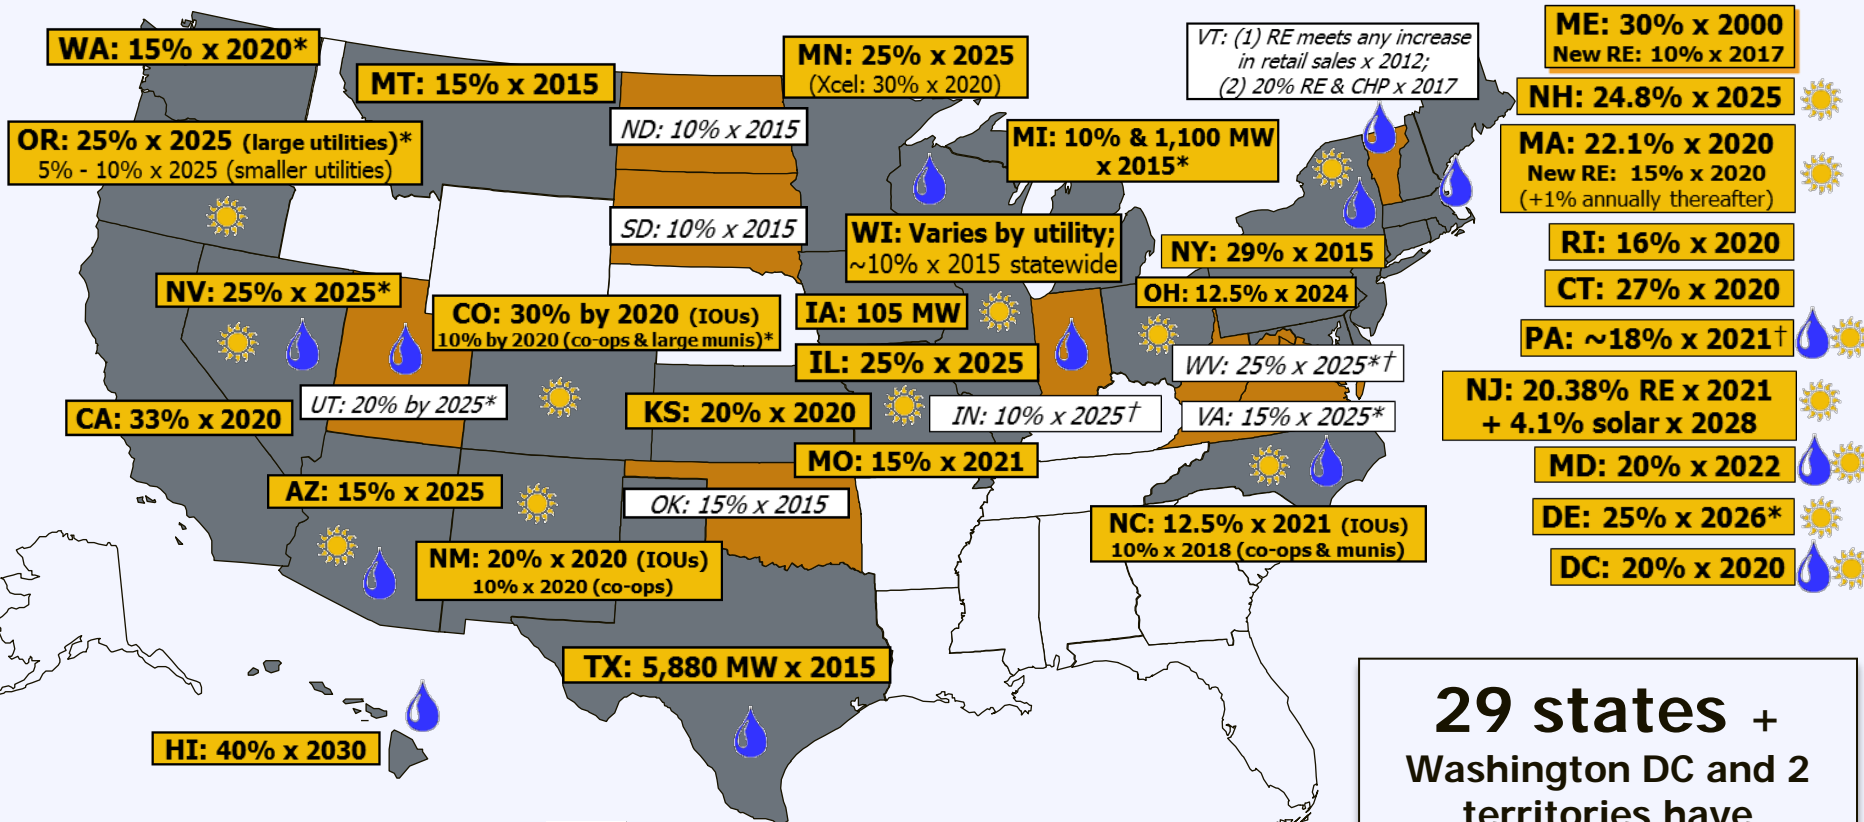 WA: 15% x 2020*
MT: 15% x 2015
MN: 25% x 2025
(Xcel: 30% x 2020)
VT: (1) RE meets any increase
in retail sales x 2012;
(2) 20% RE & CHP x 2017
ME: 30% x 2000
New RE: 10% x 2017
NH: 24.8% x 2025
OR: 25% x 2025 (large utilities)*
5% - 10% x 2025 (smaller utilities)
ND: 10% x 2015
MI: 10% & 1,100 MW
x 2015*
MA: 22.1% x 2020
New RE: 15% x 2020
(+1% annually thereafter)
SD: 10% x 2015
WI: Varies by utility;
~10% x 2015 statewide
NY: 29% x 2015
RI: 16% x 2020
NV: 25% x 2025*
CO: 30% by 2020 (IOUs)
10% by 2020 (co-ops & large munis)*
IA: 105 MW
OH: 12.5% x 2024
CT: 27% x 2020
IL: 25% x 2025
WV: 25% x 2025*†
PA: ~18% x 2021†
UT: 20% by 2025*
CA: 33% x 2020
KS: 20% x 2020
IN: 10% x 2025†
VA: 15% x 2025*
NJ: 20.38% RE x 2021
+ 4.1% solar x 2028
MO: 15% x 2021
MD: 20% x 2022
AZ: 15% x 2025
OK: 15% x 2015
NC: 12.5% x 2021 (IOUs)
10% x 2018 (co-ops & munis)
DE: 25% x 2026*
NM: 20% x 2020 (IOUs)
10% x 2020 (co-ops)
DC: 20% x 2020
TX: 5,880 MW x 2015
HI: 40% x 2030
29 states +
Washington DC and 2
territories have